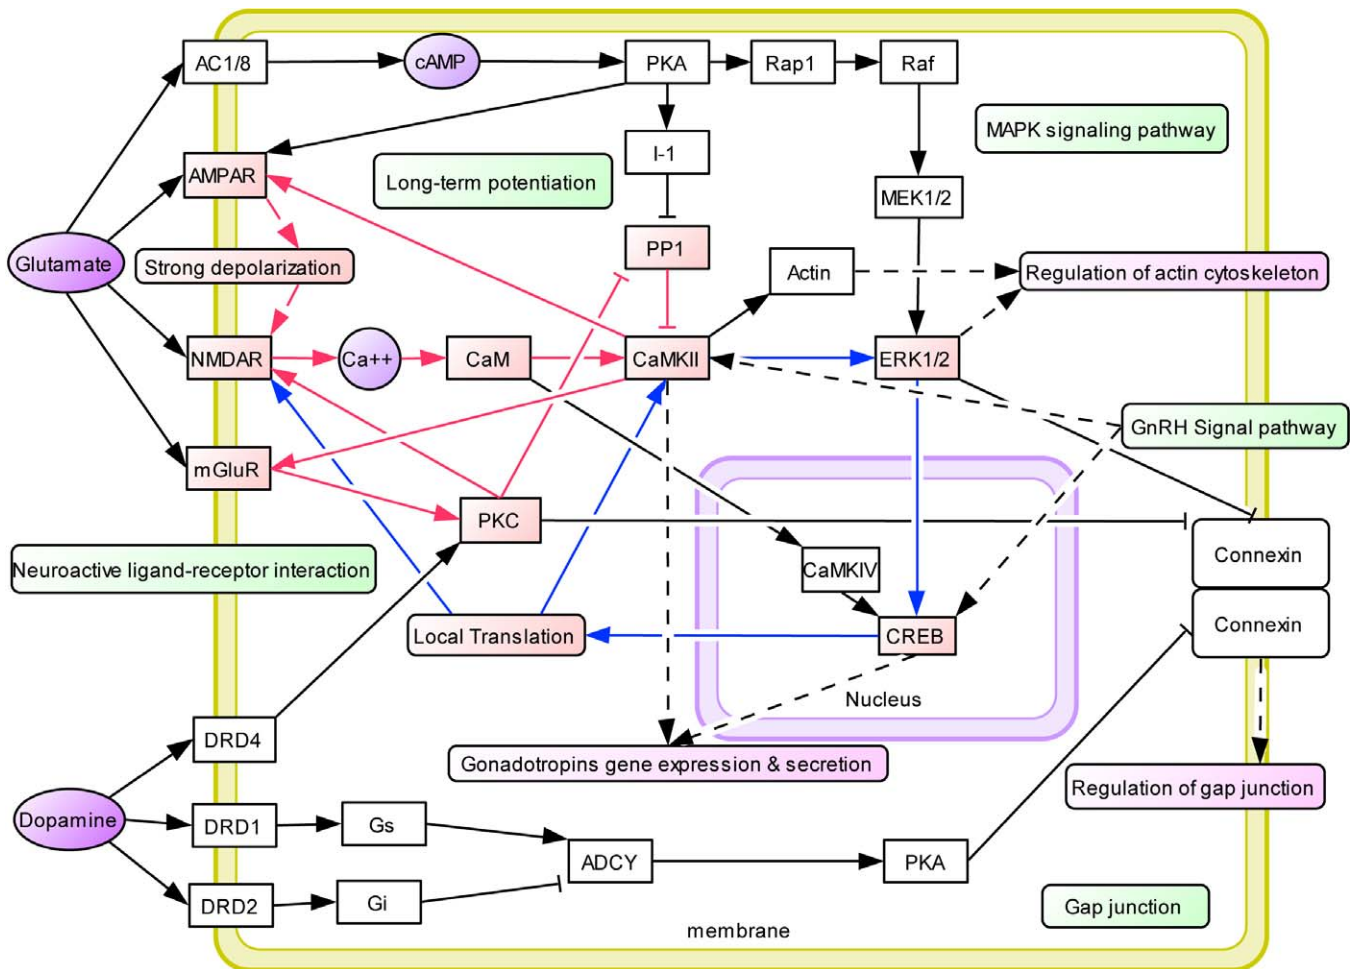 AC1/8
cAMP
PKA
Rap1
Raf
MAPK signaling pathway
I-1
AMPAR
Long-term potentiation
MEK1/2
PP1
Glutamate
Strong depolarization
Actin
Regulation of actin cytoskeleton
NMDAR
Ca++
CaM
CaMKII
ERK1/2
GnRH Signal pathway
mGluR
PKC
Connexin
Neuroactive ligand-receptor interaction
CaMKIV
Connexin
Local Translation
CREB
Nucleus
DRD4
Gonadotropins gene expression & secretion
Regulation of gap junction
Dopamine
DRD1
Gs
ADCY
PKA
DRD2
Gi
Gap junction
membrane